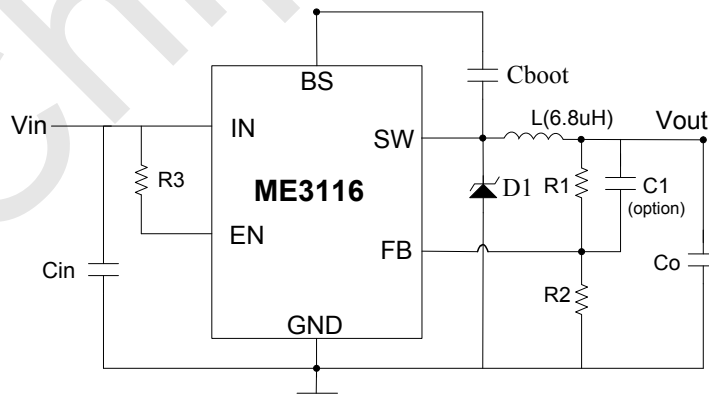 Chip
BS
Cboot
Vin
IN
SW
L(6.8uH)
Vout
R3
ME3116
D1
R1
C1
(option)
EN
FB
Cin
Co
R2
GND